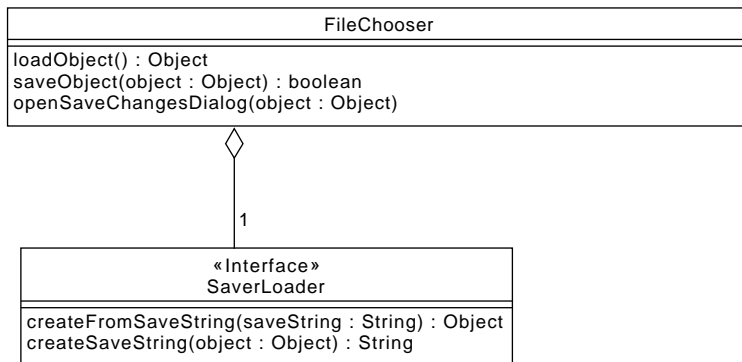 FileChooser
loadObject() : Object
saveObject(object : Object) : boolean
openSaveChangesDialog(object : Object)
1
«Interface»
SaverLoader
createFromSaveString(saveString : String) : Object
createSaveString(object : Object) : String